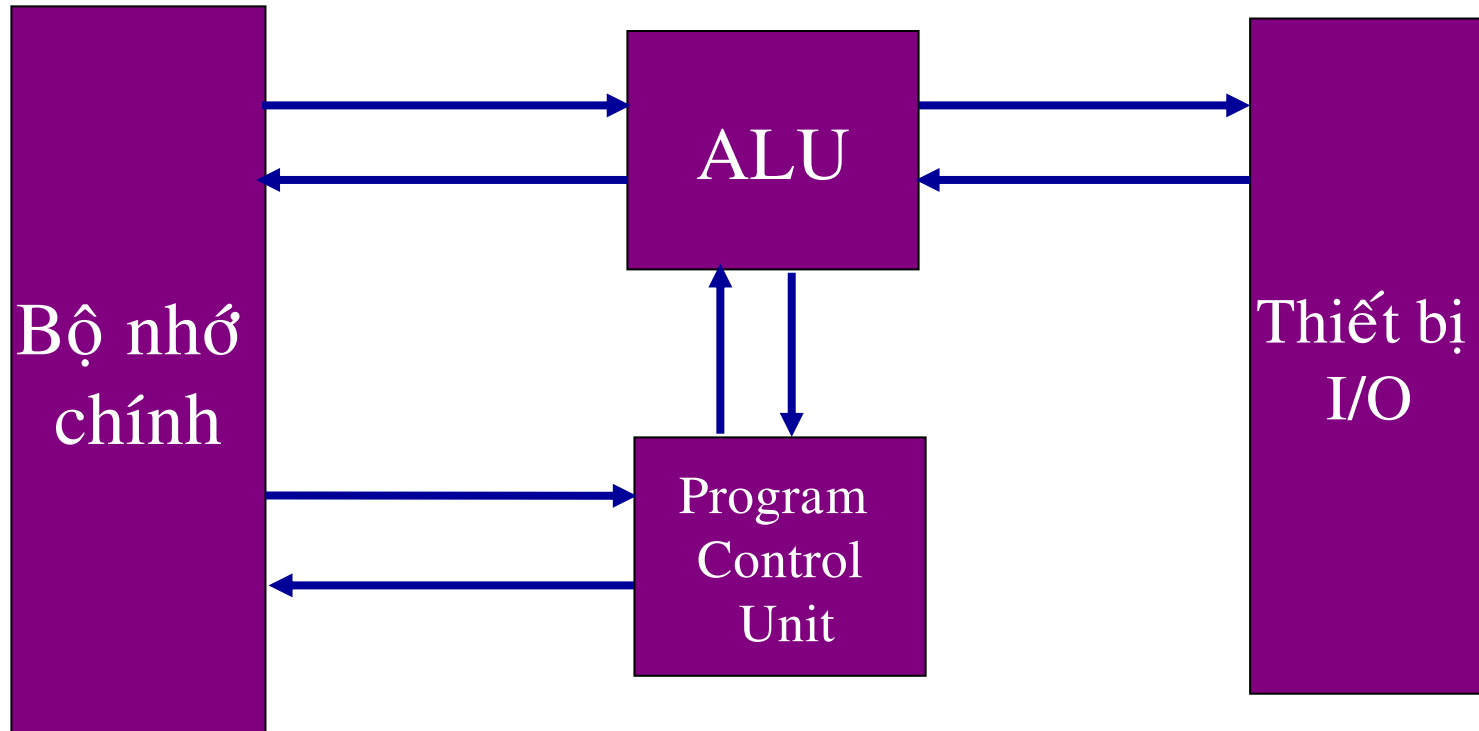 Bộ nhớ
chính
ALU
Program
Control
Unit
Thiết bị
I/O